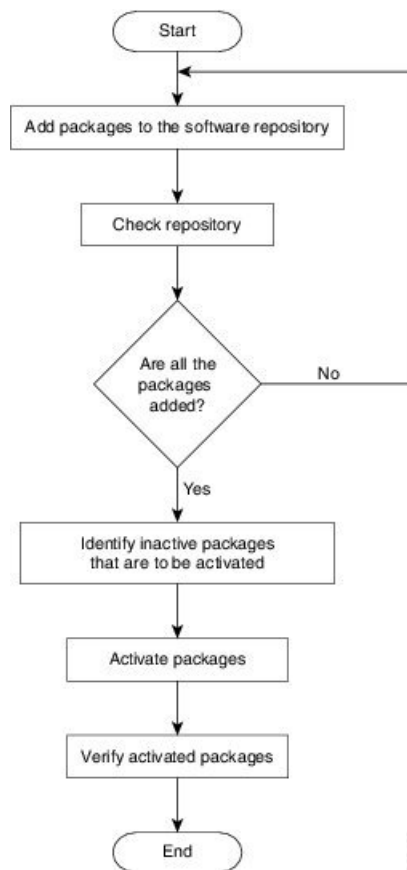 Start
Add packages to the software repository
Check repository
Are all the
packages
added?
No
Yes
Identify inactive packages
that are to be activated
Activate packages
Verify activated packages
End